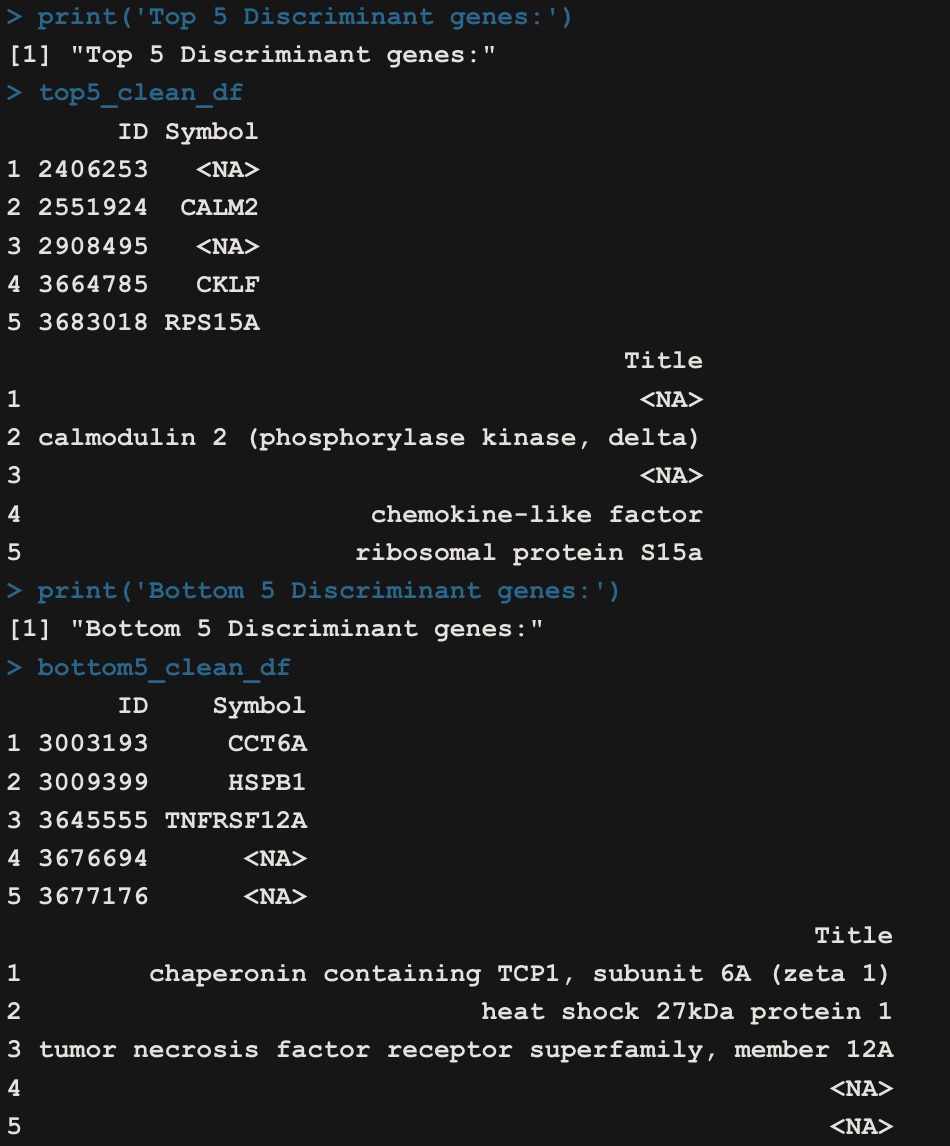 > print('Top 5 Discriminant genes:')
[1] "Top 5 Discriminant genes:"
> top5_clean_df
       ID Symbol
1 2406253   <NA>
2 2551924  CALM2
3 2908495   <NA>
4 3664785   CKLF
5 3683018 RPS15A
                                       Title
1                                       <NA>
2 calmodulin 2 (phosphorylase kinase, delta)
3                                       <NA>
4                      chemokine-like factor
5                     ribosomal protein S15a
> print('Bottom 5 Discriminant genes:')
[1] "Bottom 5 Discriminant genes:"
> bottom5_clean_df
       ID    Symbol
1 3003193     CCT6A
2 3009399     HSPB1
3 3645555 TNFRSF12A
4 3676694      <NA>
5 3677176      <NA>
                                                   Title
1        chaperonin containing TCP1, subunit 6A (zeta 1)
2                              heat shock 27kDa protein 1
3 tumor necrosis factor receptor superfamily, member 12A
4                                                   <NA>
5                                                   <NA>